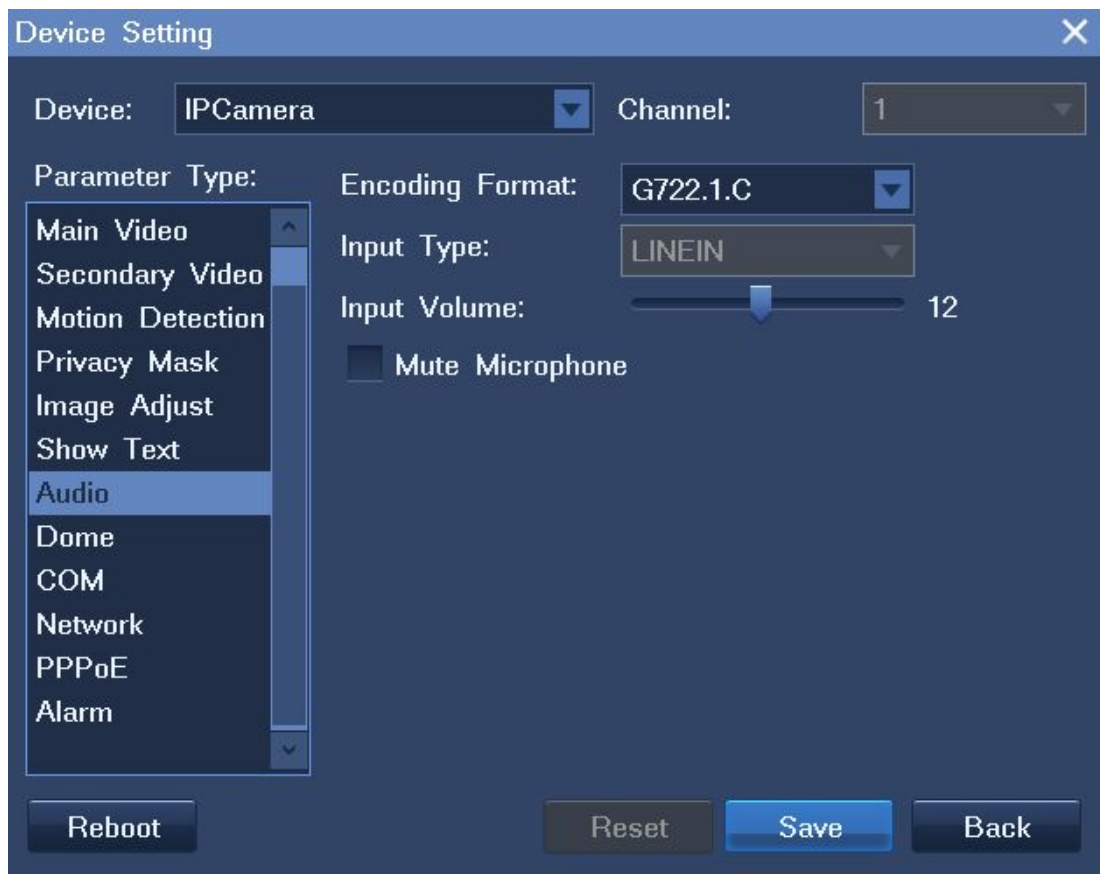 Device Setting
Device: IPCamera Channel: 1
Parameter Type:
Main Video
Secondary Video
Motion Detection
Privacy Mask
Image Adjust
Show Text
Audio
Dome
COM
Network
PPPoE
Alarm
Encoding Format: G722.1.C
Input Type: LINEIN
Input Volume: 12
Mute Microphone
Reboot Reset Save Back